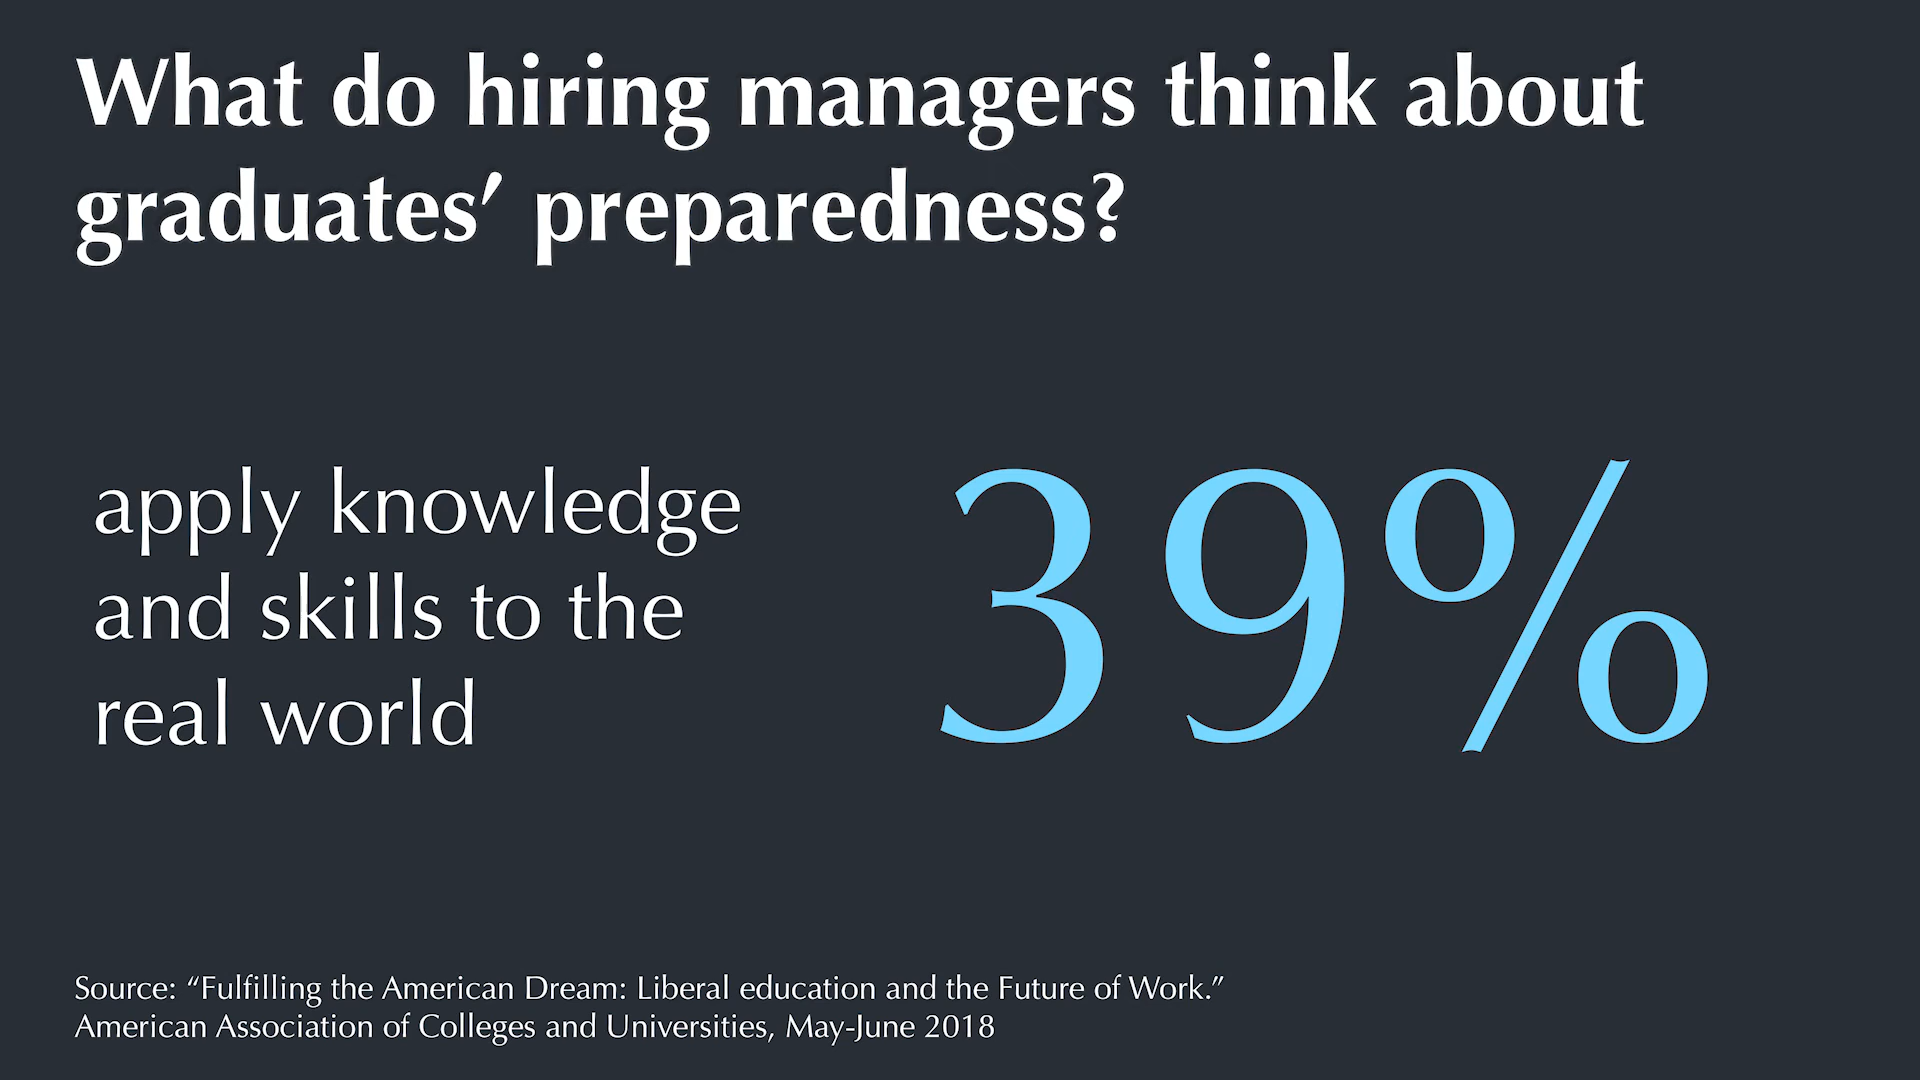 What do hiring managers think about
graduates’ preparedness?
apply knowledge
and skills to the
real world
39%
Source: “Fulfilling the American Dream: Liberal education and the Future of Work.”
American Association of Colleges and Universities, May-June 2018